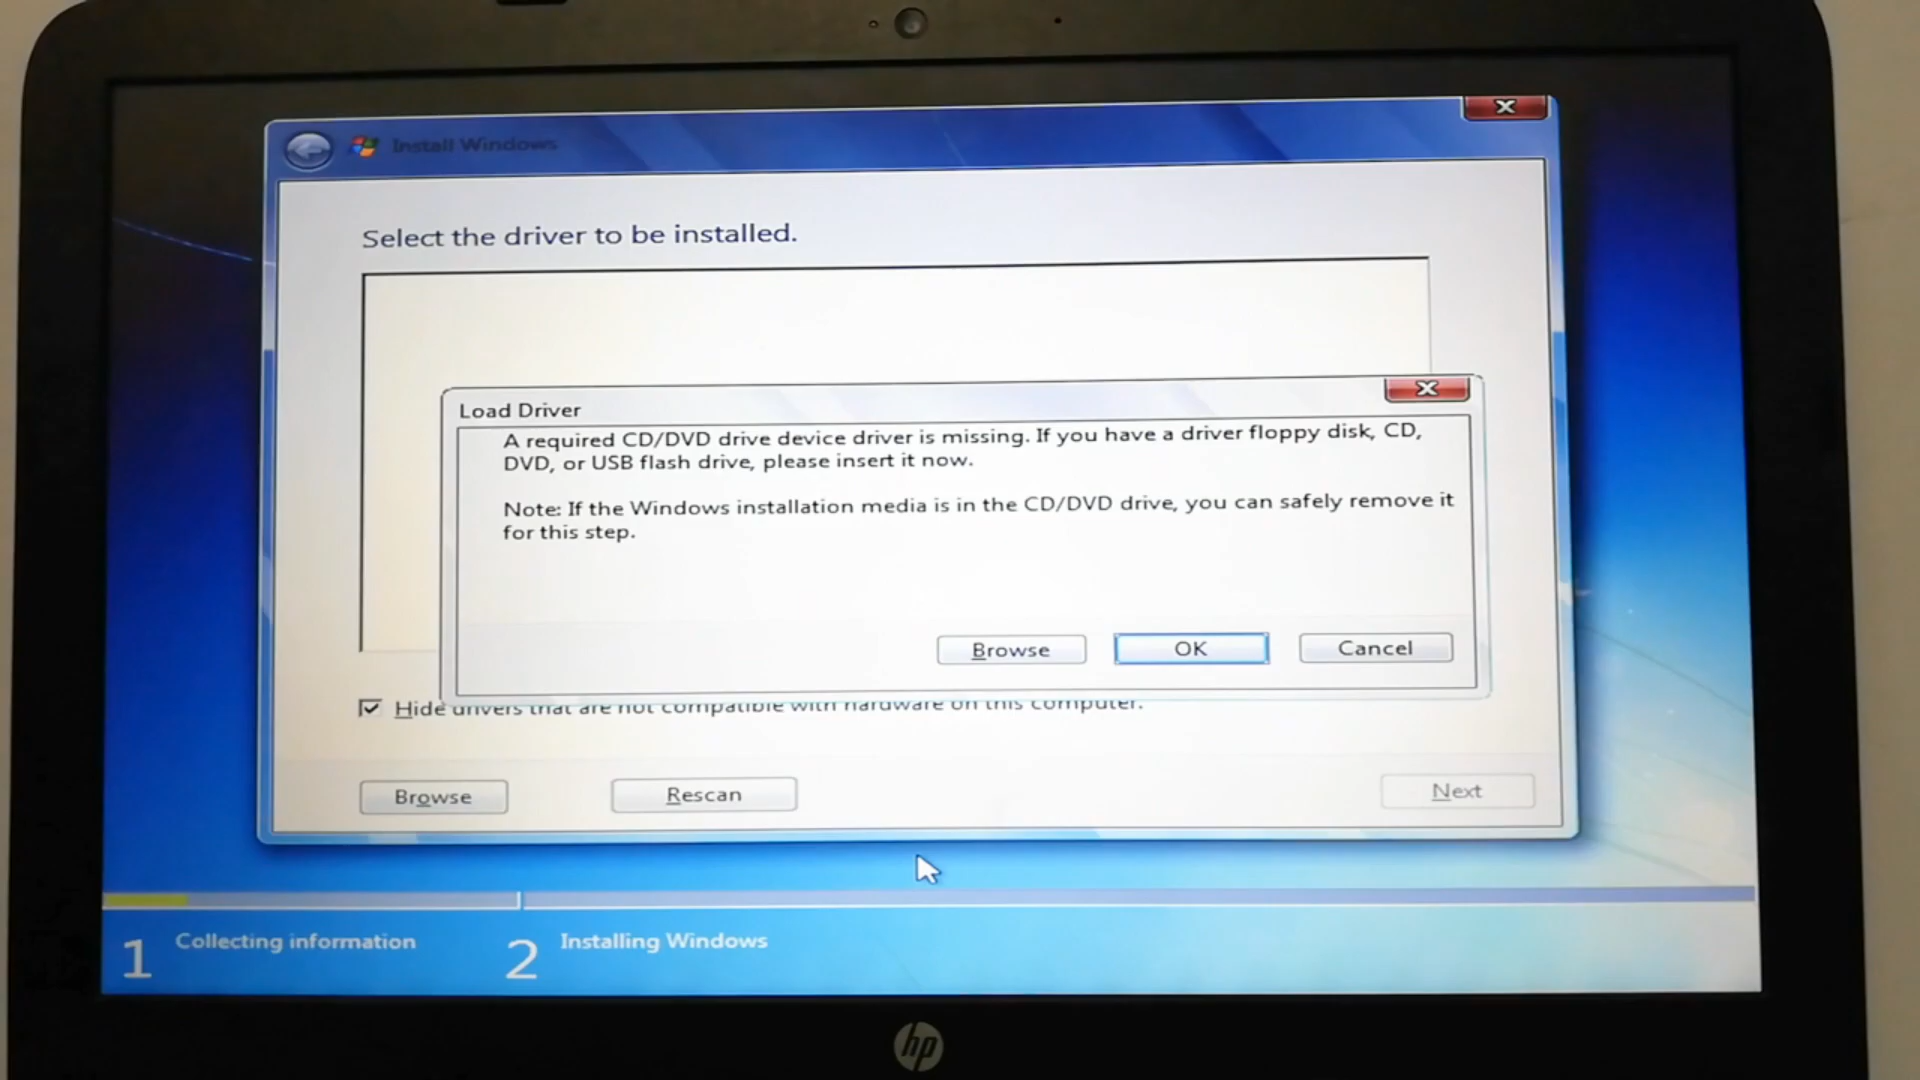 Install Windows
Select the driver to be installed.
Load Driver
A required CD/DVD drive device driver is missing. If you have a driver floppy disk, CD,
DVD, or USB flash drive, please insert it now.
Note: If the Windows installation media is in the CD/DVD drive, you can safely remove it
for this step.
Browse
OK
Cancel
Hide drivers that are not compatible with hardware on this computer.
Browse
Rescan
Next
1 Collecting information
2 Installing Windows
hp